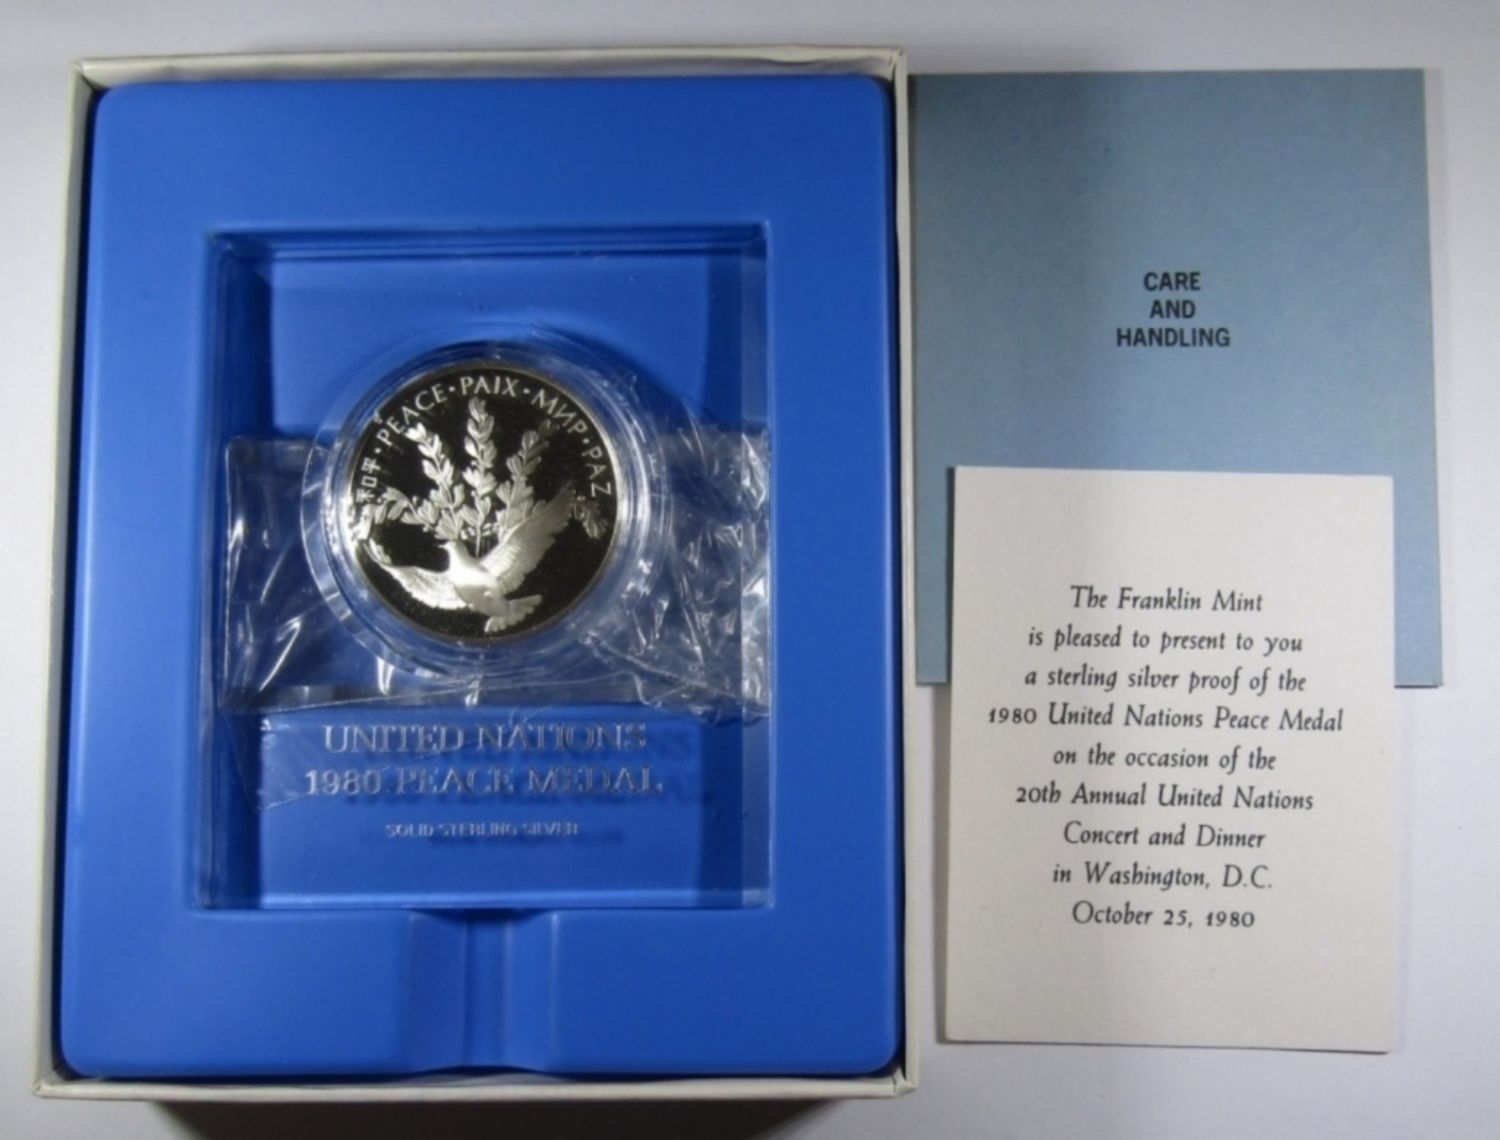 和平·PEACE·PAIX·МИР·PAZ
UNITED NATIONS
1980 PEACE MEDAL
SOLID STERLING SILVER
CARE
AND
HANDLING
The Franklin Mint
is pleased to present to you
a sterling silver proof of the
1980 United Nations Peace Medal
on the occasion of the
20th Annual United Nations
Concert and Dinner
in Washington, D.C.
October 25, 1980